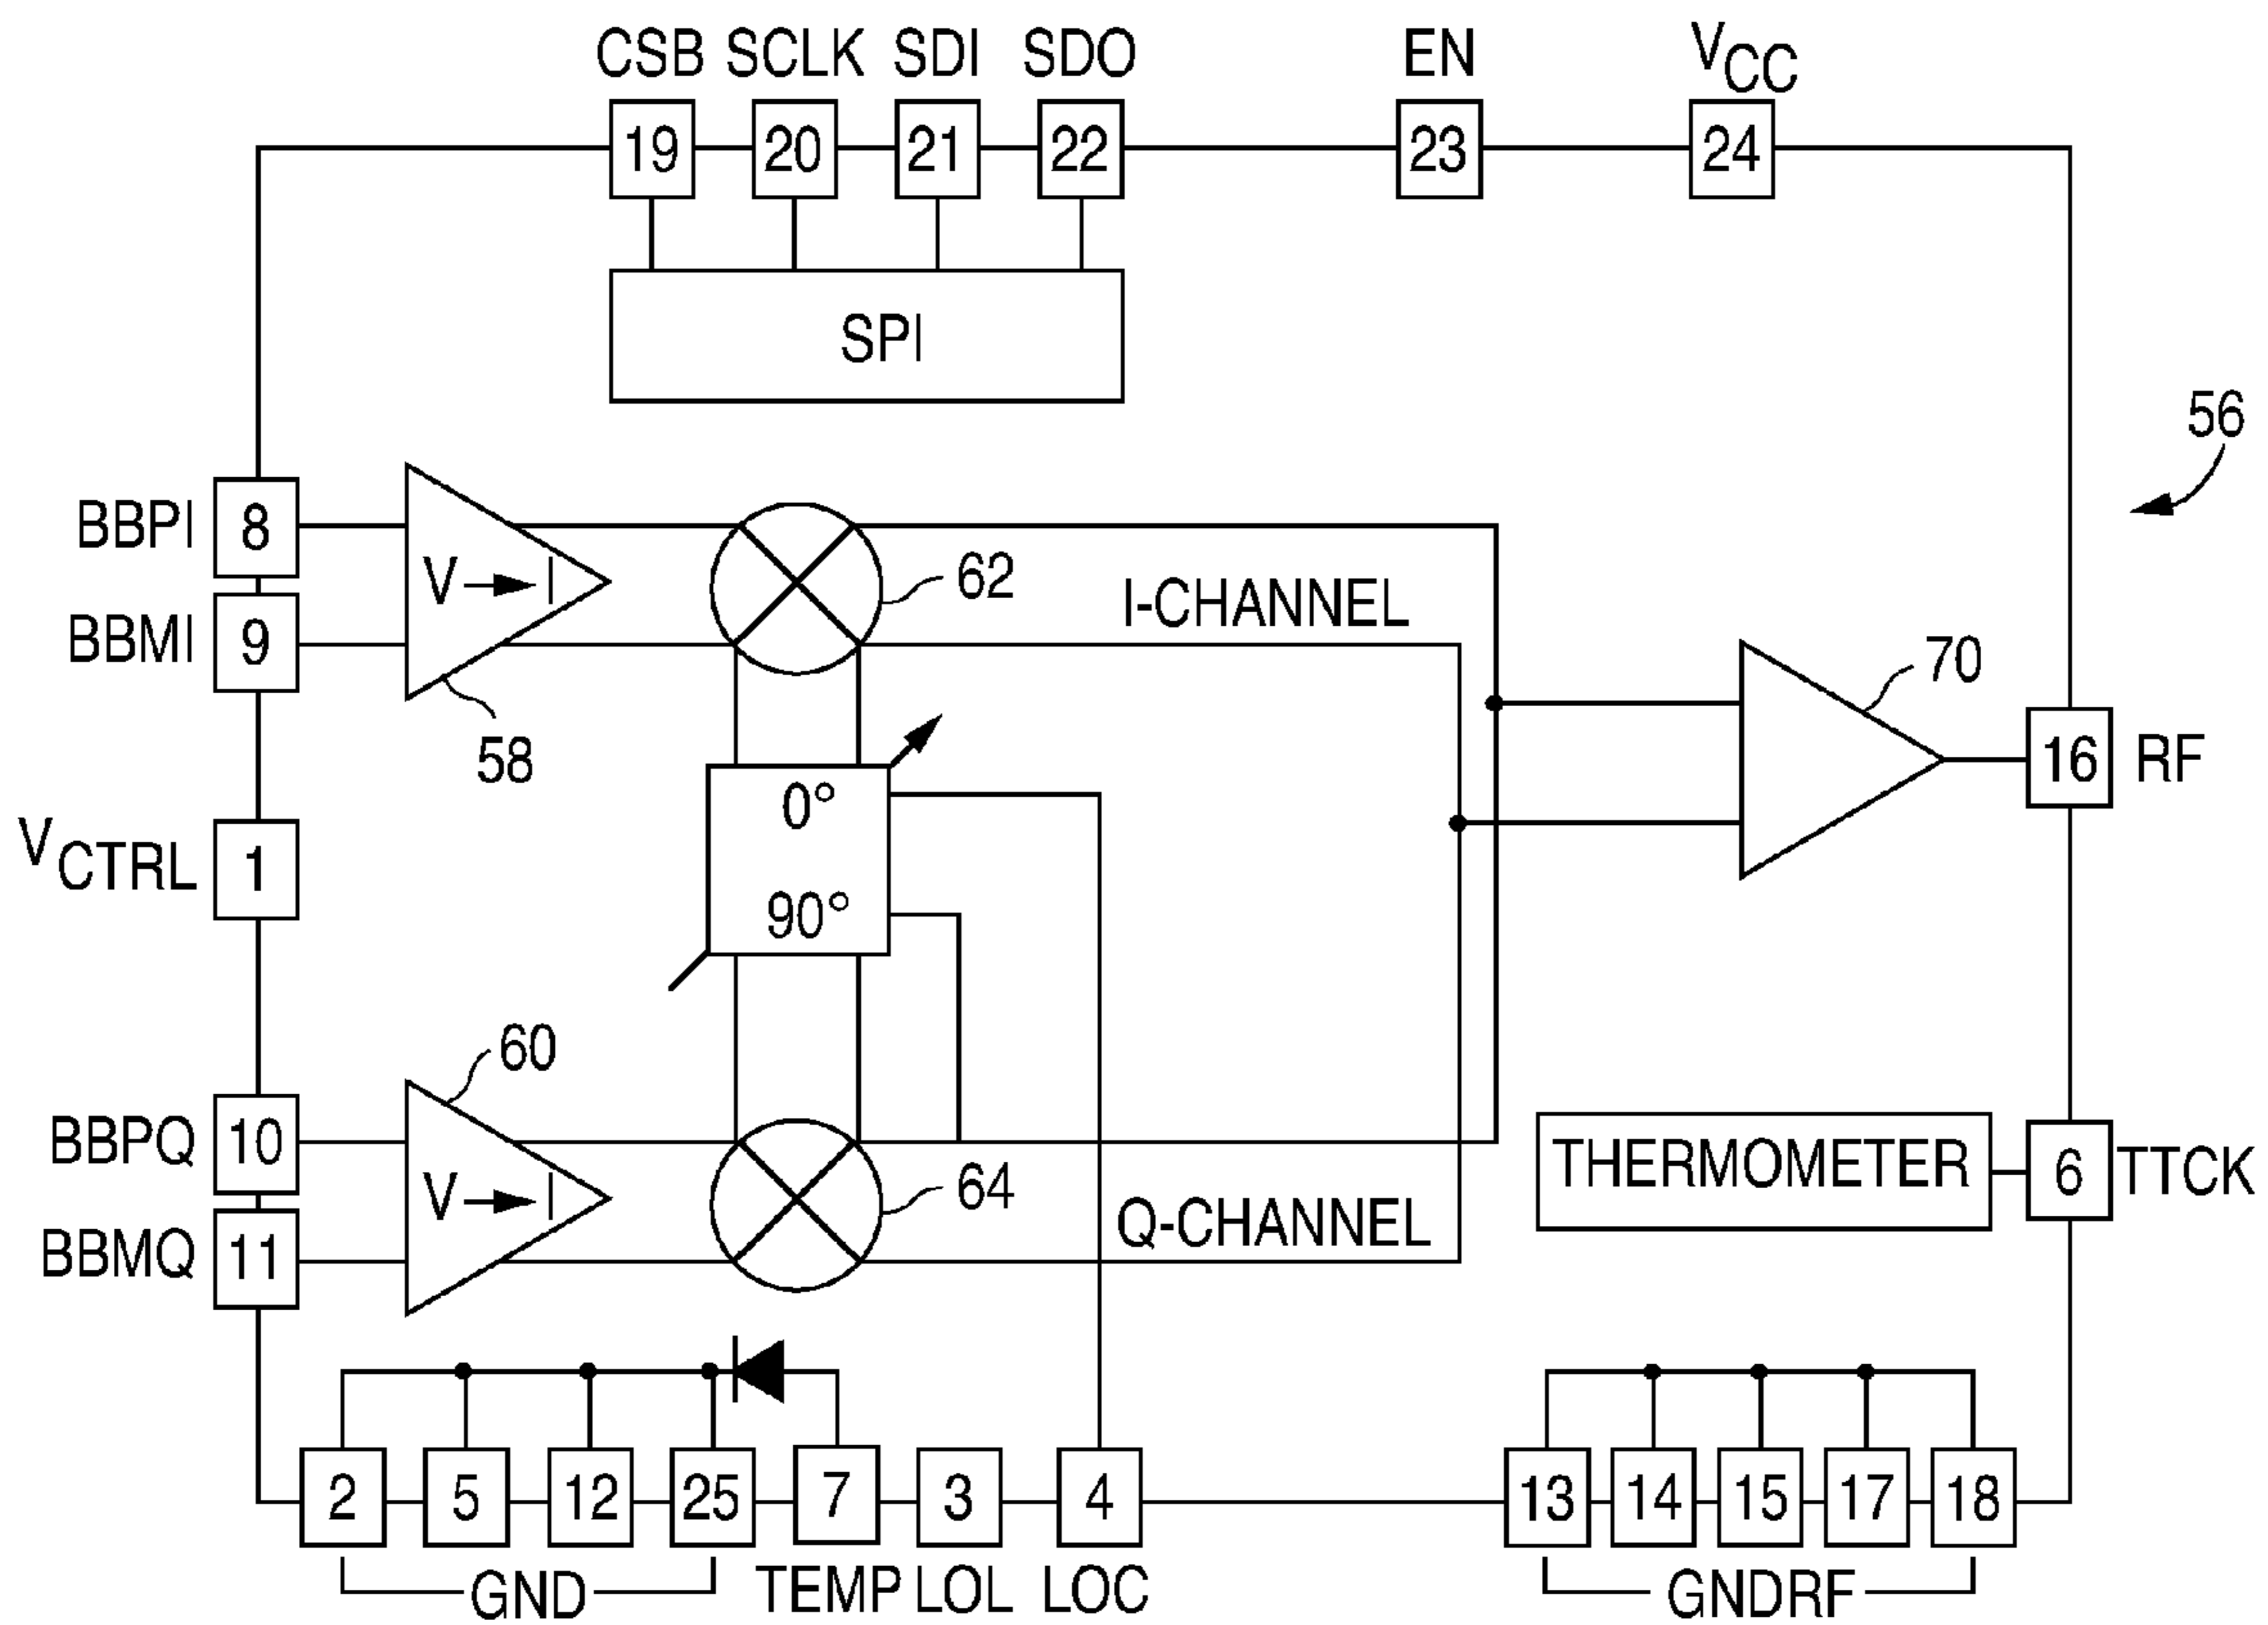 CSB SCLK SDI SDO EN VCC
19 20 21 22 23 24
SPI
56
BBPI 8
V I
62
BBMI 9
I-CHANNEL
58
70
16 RF
0°
VCTRL 1
90°
60
BBPQ 10
V I
64
THERMOMETER 6 TTCK
BBMQ 11
Q-CHANNEL
2 5 12 25 7 3 4 13 14 15 17 18
GND TEMP LOL LOC GNDRF